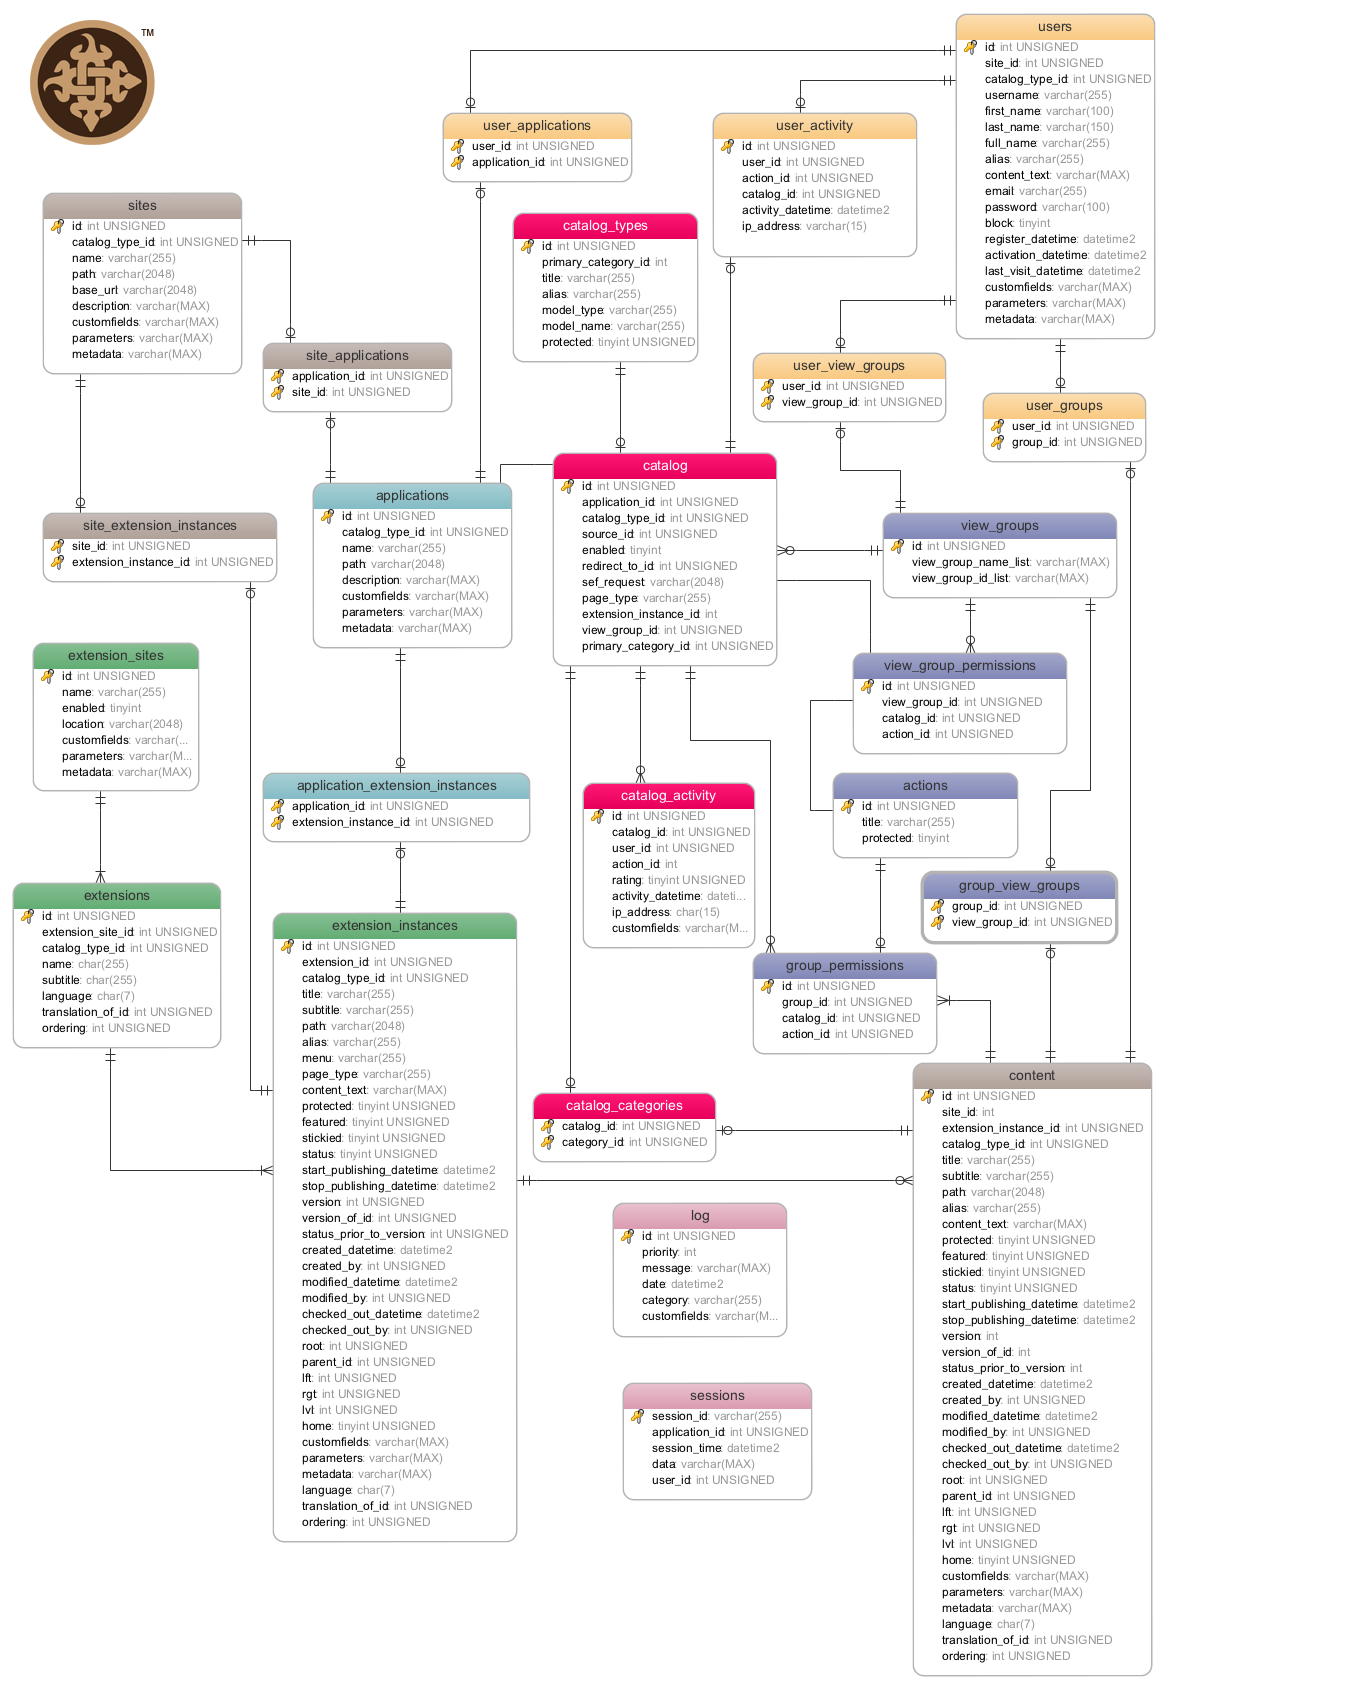 TM
users
id: int UNSIGNED
site_id: int UNSIGNED
catalog_type_id: int UNSIGNED
username: varchar(255)
first_name: varchar(100)
last_name: varchar(150)
full_name: varchar(255)
alias: varchar(255)
content_text: varchar(MAX)
email: varchar(255)
password: varchar(100)
block: tinyint
register_datetime: datetime2
activation_datetime: datetime2
last_visit_datetime: datetime2
customfields: varchar(MAX)
parameters: varchar(MAX)
metadata: varchar(MAX)
user_applications
user_id: int UNSIGNED
application_id: int UNSIGNED
user_activity
id: int UNSIGNED
user_id: int UNSIGNED
action_id: int UNSIGNED
catalog_id: int UNSIGNED
activity_datetime: datetime2
ip_address: varchar(15)
sites
id: int UNSIGNED
catalog_type_id: int UNSIGNED
name: varchar(255)
path: varchar(2048)
base_url: varchar(2048)
description: varchar(MAX)
customfields: varchar(MAX)
parameters: varchar(MAX)
metadata: varchar(MAX)
catalog_types
id: int UNSIGNED
primary_category_id: int
title: varchar(255)
alias: varchar(255)
model_type: varchar(255)
model_name: varchar(255)
protected: tinyint UNSIGNED
site_applications
application_id: int UNSIGNED
site_id: int UNSIGNED
user_view_groups
user_id: int UNSIGNED
view_group_id: int UNSIGNED
user_groups
user_id: int UNSIGNED
group_id: int UNSIGNED
catalog
id: int UNSIGNED
application_id: int UNSIGNED
catalog_type_id: int UNSIGNED
source_id: int UNSIGNED
enabled: tinyint
redirect_to_id: int UNSIGNED
sef_request: varchar(2048)
page_type: varchar(255)
extension_instance_id: int
view_group_id: int UNSIGNED
primary_category_id: int UNSIGNED
applications
id: int UNSIGNED
catalog_type_id: int UNSIGNED
name: varchar(255)
path: varchar(2048)
description: varchar(MAX)
customfields: varchar(MAX)
parameters: varchar(MAX)
metadata: varchar(MAX)
site_extension_instances
site_id: int UNSIGNED
extension_instance_id: int UNSIGNED
view_groups
id: int UNSIGNED
view_group_name_list: varchar(MAX)
view_group_id_list: varchar(MAX)
extension_sites
id: int UNSIGNED
name: varchar(255)
enabled: tinyint
location: varchar(2048)
customfields: varchar(...
parameters: varchar(M...
metadata: varchar(MAX)
view_group_permissions
id: int UNSIGNED
view_group_id: int UNSIGNED
catalog_id: int UNSIGNED
action_id: int UNSIGNED
application_extension_instances
application_id: int UNSIGNED
extension_instance_id: int UNSIGNED
catalog_activity
id: int UNSIGNED
catalog_id: int UNSIGNED
user_id: int UNSIGNED
action_id: int
rating: tinyint UNSIGNED
activity_datetime: dateti...
ip_address: char(15)
customfields: varchar(M...
actions
id: int UNSIGNED
title: varchar(255)
protected: tinyint
group_view_groups
group_id: int UNSIGNED
view_group_id: int UNSIGNED
extensions
id: int UNSIGNED
extension_site_id: int UNSIGNED
catalog_type_id: int UNSIGNED
name: char(255)
subtitle: char(255)
language: char(7)
translation_of_id: int UNSIGNED
ordering: int UNSIGNED
extension_instances
id: int UNSIGNED
extension_id: int UNSIGNED
catalog_type_id: int UNSIGNED
title: varchar(255)
subtitle: varchar(255)
path: varchar(2048)
alias: varchar(255)
menu: varchar(255)
page_type: varchar(255)
content_text: varchar(MAX)
protected: tinyint UNSIGNED
featured: tinyint UNSIGNED
stickied: tinyint UNSIGNED
status: tinyint UNSIGNED
start_publishing_datetime: datetime2
stop_publishing_datetime: datetime2
version: int UNSIGNED
version_of_id: int UNSIGNED
status_prior_to_version: int UNSIGNED
created_datetime: datetime2
created_by: int UNSIGNED
modified_datetime: datetime2
modified_by: int UNSIGNED
checked_out_datetime: datetime2
checked_out_by: int UNSIGNED
root: int UNSIGNED
parent_id: int UNSIGNED
lft: int UNSIGNED
rgt: int UNSIGNED
lvl: int UNSIGNED
home: tinyint UNSIGNED
customfields: varchar(MAX)
parameters: varchar(MAX)
metadata: varchar(MAX)
language: char(7)
translation_of_id: int UNSIGNED
ordering: int UNSIGNED
group_permissions
id: int UNSIGNED
group_id: int UNSIGNED
catalog_id: int UNSIGNED
action_id: int UNSIGNED
catalog_categories
catalog_id: int UNSIGNED
category_id: int UNSIGNED
content
id: int UNSIGNED
site_id: int
extension_instance_id: int UNSIGNED
catalog_type_id: int UNSIGNED
title: varchar(255)
subtitle: varchar(255)
path: varchar(2048)
alias: varchar(255)
content_text: varchar(MAX)
protected: tinyint UNSIGNED
featured: tinyint UNSIGNED
stickied: tinyint UNSIGNED
status: tinyint UNSIGNED
start_publishing_datetime: datetime2
stop_publishing_datetime: datetime2
version: int
version_of_id: int
status_prior_to_version: int
created_datetime: datetime2
created_by: int UNSIGNED
modified_datetime: datetime2
modified_by: int UNSIGNED
checked_out_datetime: datetime2
checked_out_by: int UNSIGNED
root: int UNSIGNED
parent_id: int UNSIGNED
lft: int UNSIGNED
rgt: int UNSIGNED
lvl: int UNSIGNED
home: tinyint UNSIGNED
customfields: varchar(MAX)
parameters: varchar(MAX)
metadata: varchar(MAX)
language: char(7)
translation_of_id: int UNSIGNED
ordering: int UNSIGNED
log
id: int UNSIGNED
priority: int
message: varchar(MAX)
date: datetime2
category: varchar(255)
customfields: varchar(M...
sessions
session_id: varchar(255)
application_id: int UNSIGNED
session_time: datetime2
data: varchar(MAX)
user_id: int UNSIGNED